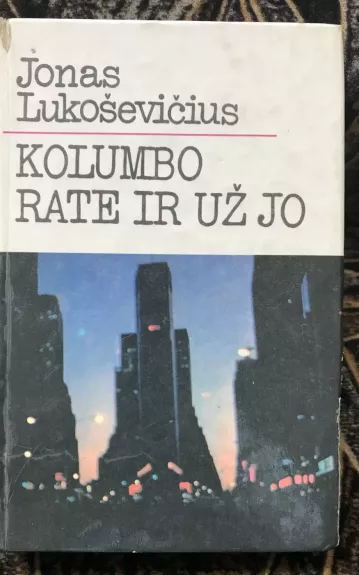 Jonas
Lukoševičius
KOLUMBO
RATE IR UŽ JO